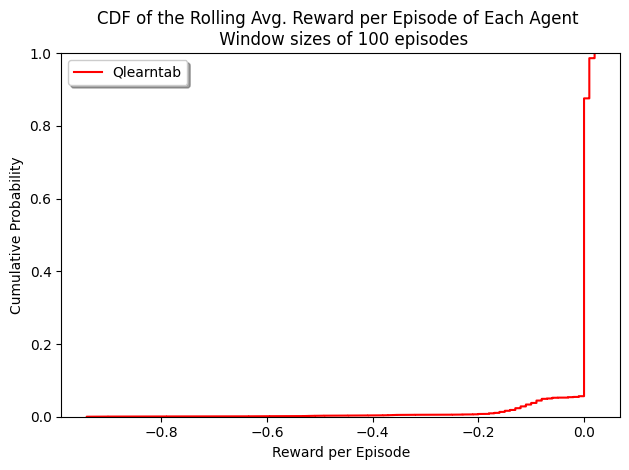 CDF of the Rolling Avg. Reward per Episode of Each Agent
Window sizes of 100 episodes
Qlearntab
Cumulative Probability
1.0
0.8
0.6
0.4
0.2
0.0
−0.8
−0.6
−0.4
−0.2
0.0
Reward per Episode